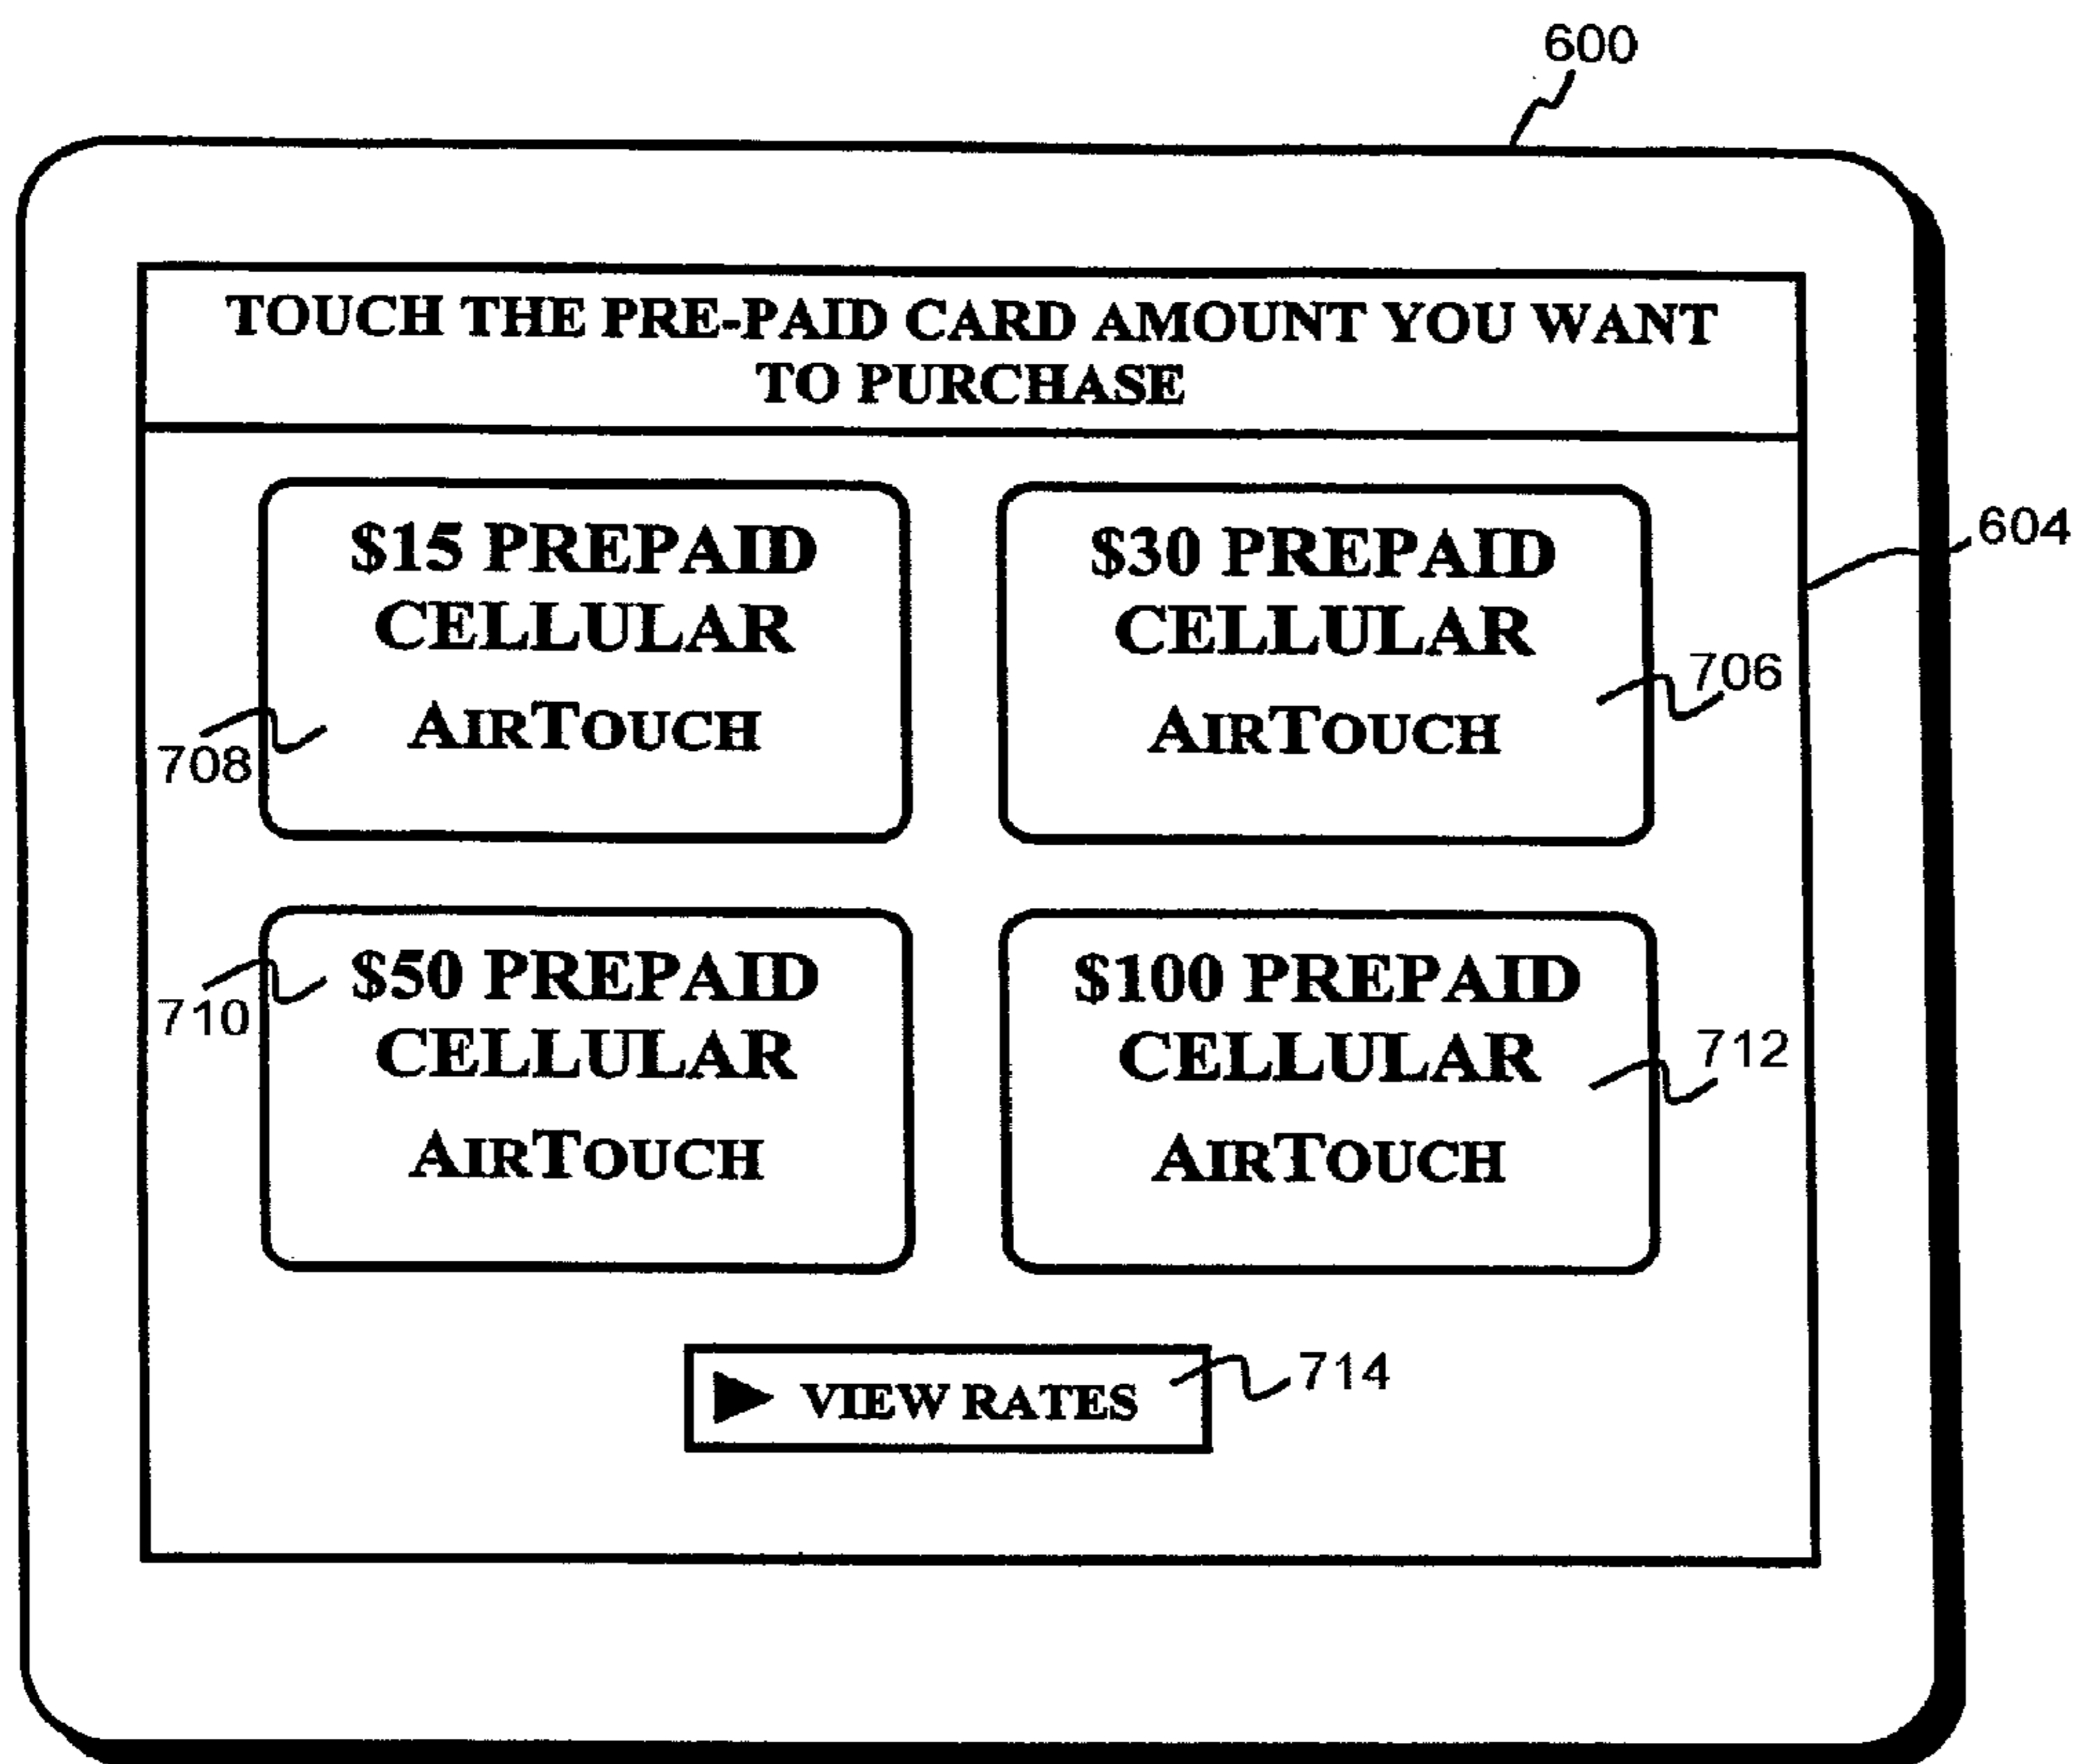 600
TOUCH THE PRE-PAID CARD AMOUNT YOU WANT
TO PURCHASE
604
$15 PREPAID
CELLULAR
AIRTOUCH
708
$30 PREPAID
CELLULAR
AIRTOUCH
706
$50 PREPAID
CELLULAR
AIRTOUCH
710
$100 PREPAID
CELLULAR
AIRTOUCH
712
VIEW RATES
714